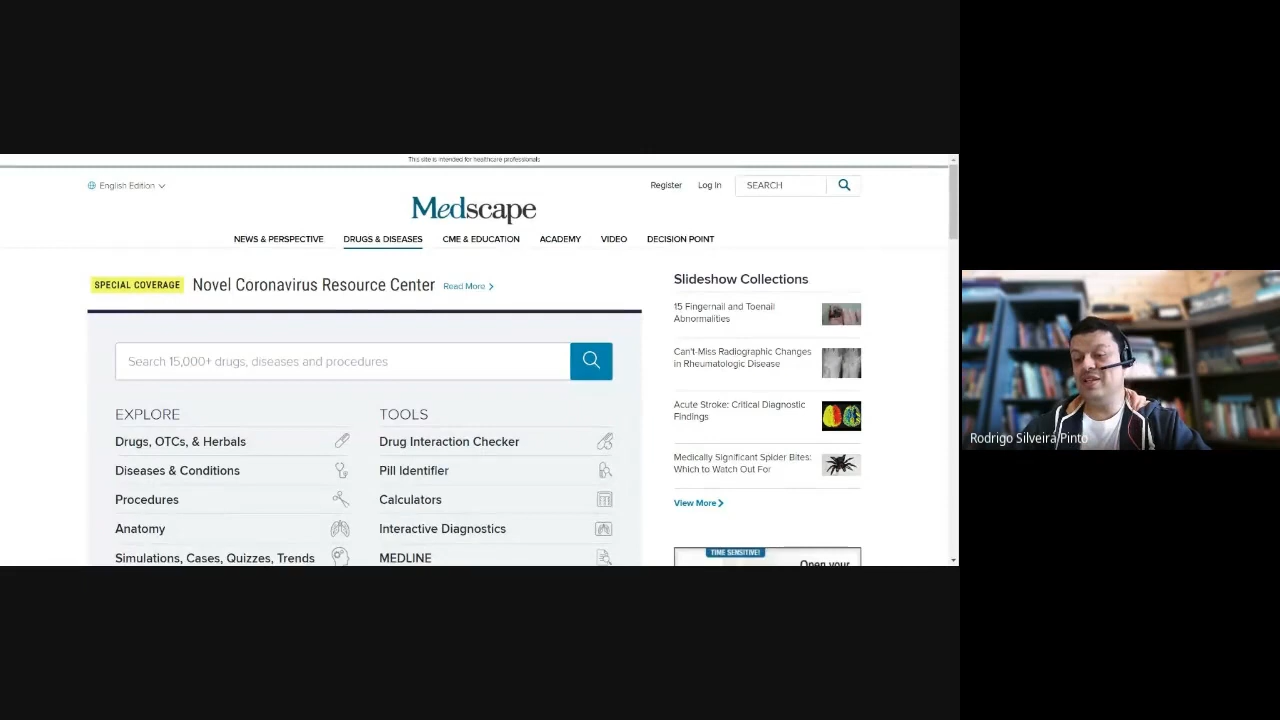 This site is intended for healthcare professionals
English Edition
Register
Log In
SEARCH
Medscape
NEWS & PERSPECTIVE
DRUGS & DISEASES
CME & EDUCATION
ACADEMY
VIDEO
DECISION POINT
SPECIAL COVERAGE
Novel Coronavirus Resource Center
Read More
Search 15,000+ drugs, diseases and procedures
EXPLORE
Drugs, OTCs, & Herbals
Diseases & Conditions
Procedures
Anatomy
Simulations, Cases, Quizzes, Trends
TOOLS
Drug Interaction Checker
Pill Identifier
Calculators
Interactive Diagnostics
MEDLINE
Slideshow Collections
15 Fingernail and Toenail
Abnormalities
Can't-Miss Radiographic Changes
in Rheumatologic Disease
Acute Stroke: Critical Diagnostic
Findings
Medically Significant Spider Bites:
Which to Watch Out For
View More
TIME SENSITIVE!
Open your
Rodrigo Silveira Pinto